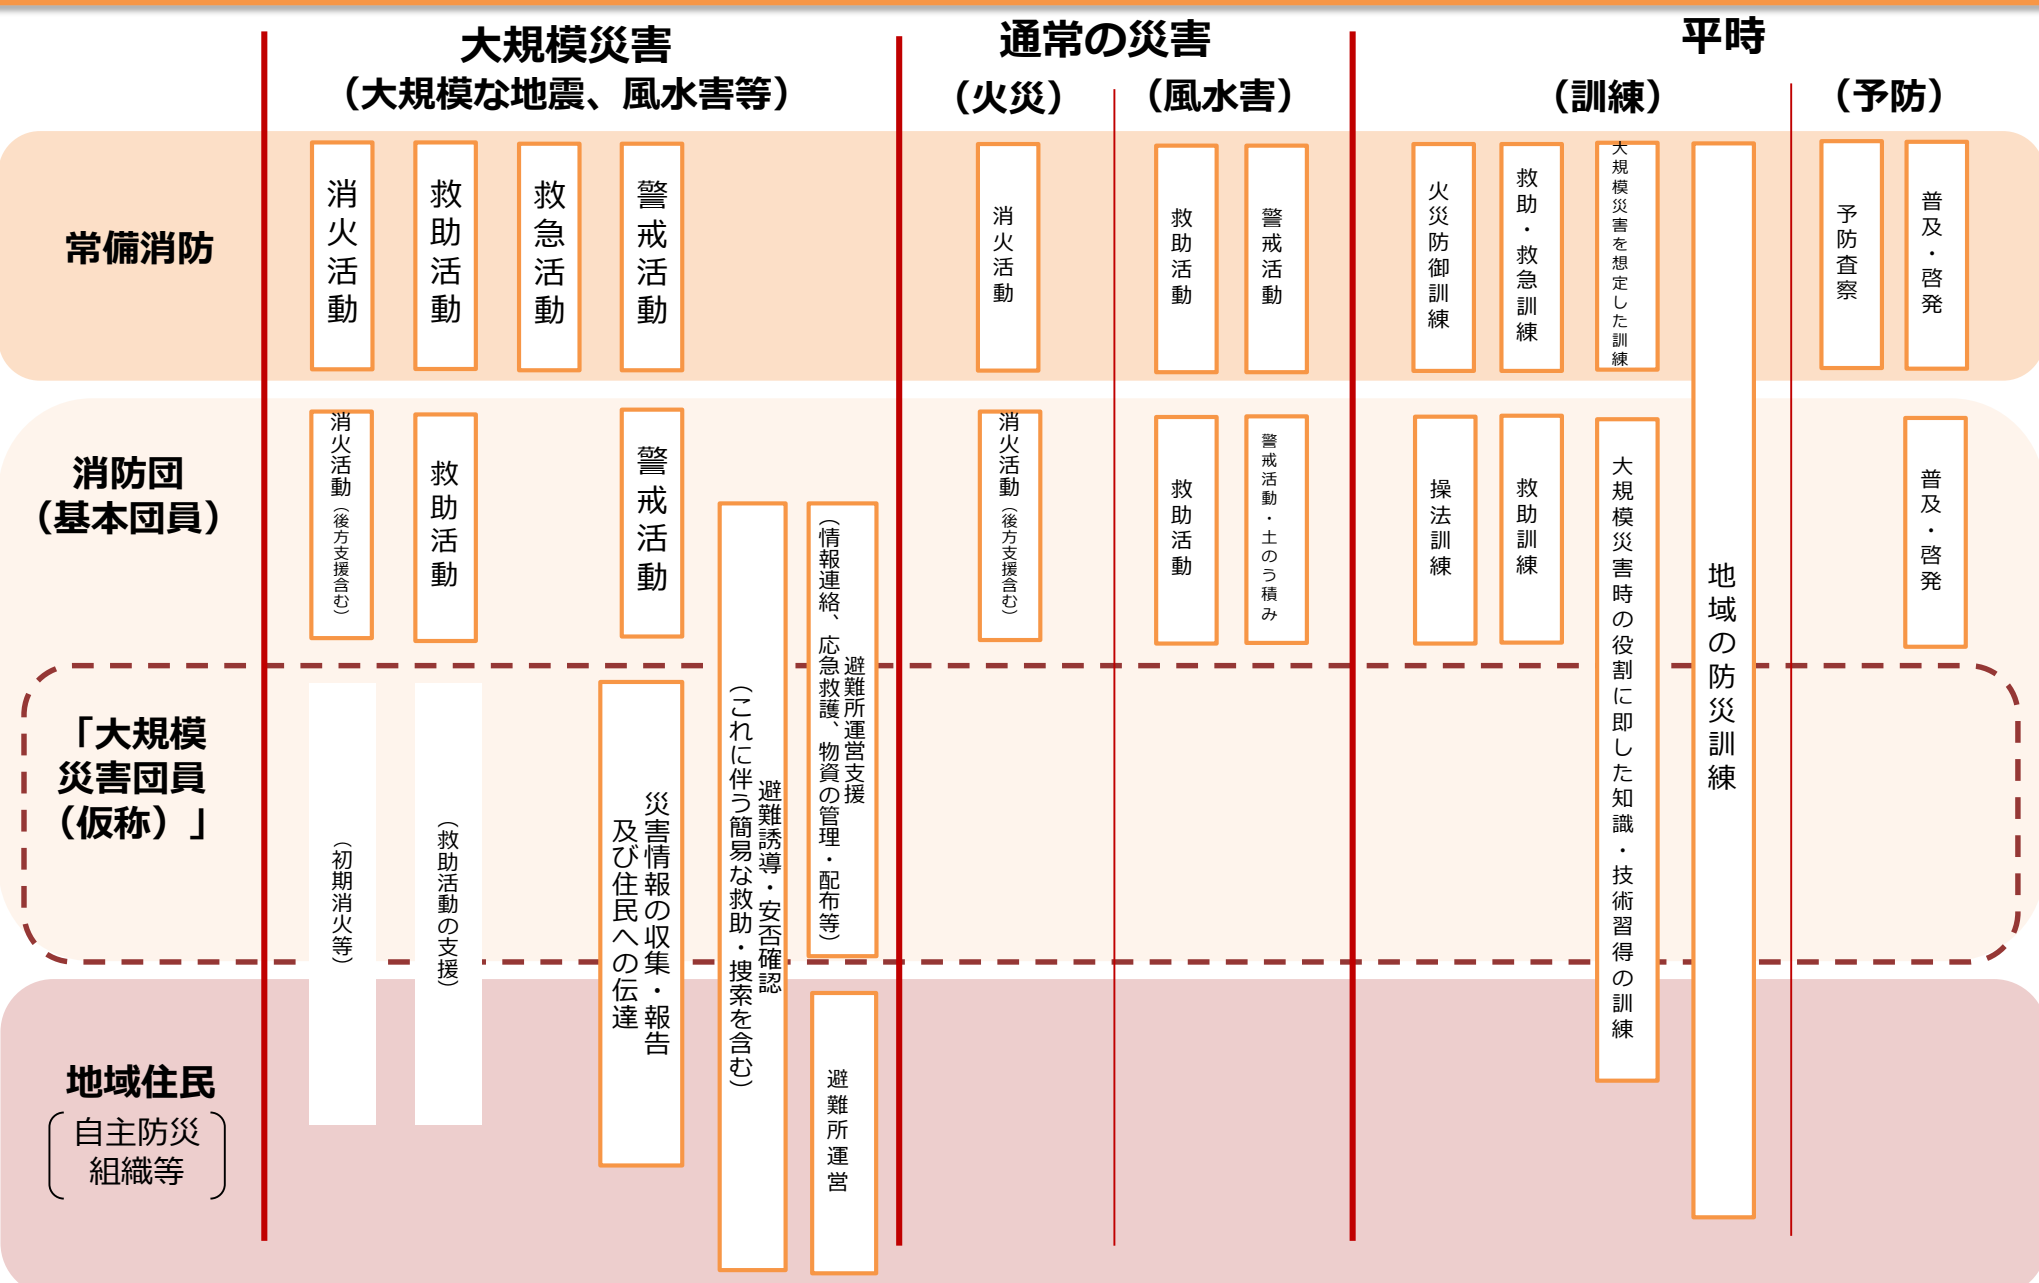 大規模災害
（大規模な地震、風水害等）
通常の災害
（火災）
（風水害）
平時
（訓練）
（予防）
常備消防
消火活動
救助活動
救急活動
警戒活動
消火活動
救助活動
警戒活動
火災防御訓練
救助・救急訓練
大規模災害を想定した訓練
地域の防災訓練
予防査察
普及・啓発
消防団
（基本団員）
消火活動（後方支援含む）
救助活動
警戒活動
避難誘導・安否確認
（これに伴う簡易な救助・捜索を含む）
避難所運営支援
（情報連絡、応急救護、物資の管理・配布等）
消火活動（後方支援含む）
救助活動
警戒活動・土のう積み
操法訓練
救助訓練
大規模災害時の役割に即した知識・技術習得の訓練
普及・啓発
「大規模
災害団員
（仮称）」
（初期消火等）
（救助活動の支援）
災害情報の収集・報告
及び住民への伝達
地域住民
自主防災
組織等
避難所運営